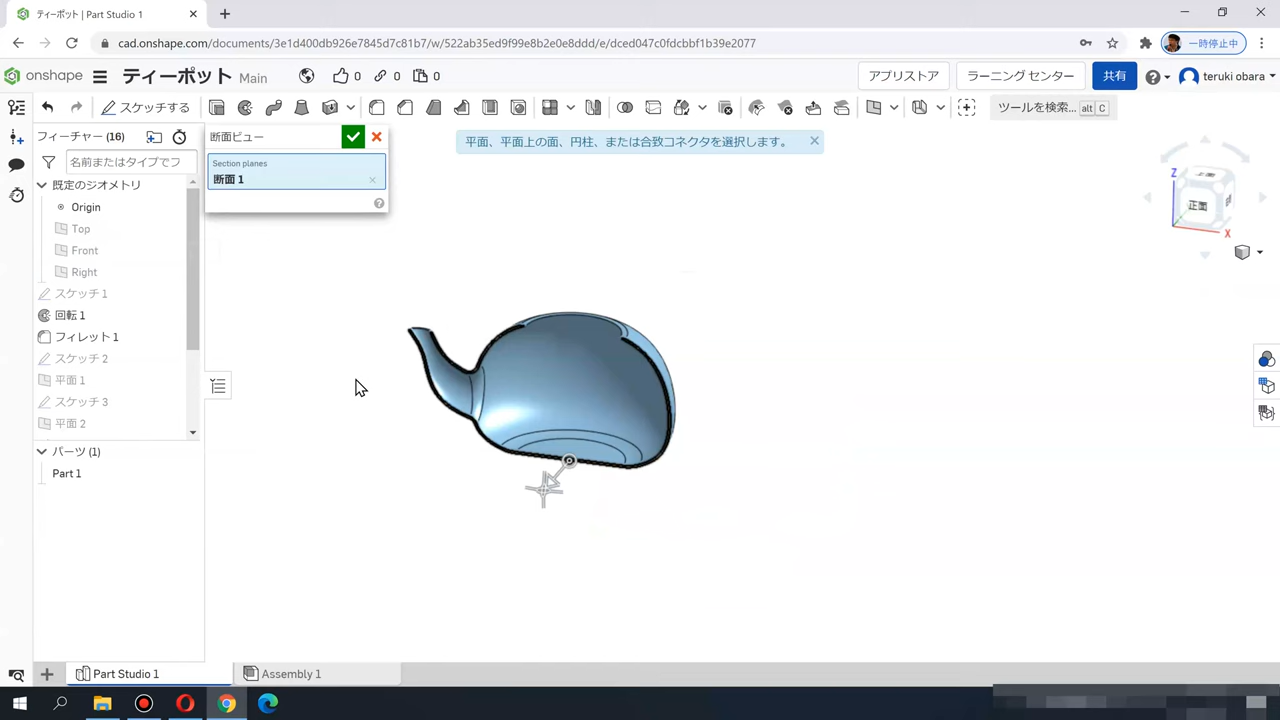 ティーポット | Part Studio 1
cad.onshape.com/documents/3e1d400db926e7845d7c81b7/w/522b35e0bb0be2b2e0e8ddd/e/dced047c0fdcbbf1b39e2077
一時停止中
onshape
ティーポット Main
0
0
0
アプリストア
ラーニング センター
共有
teruki obara
スケッチする
ツールを検索...
alt C
フィーチャー (16)
名前またはタイプでフ
既定のジオメトリ
Origin
Top
Front
Right
スケッチ 1
回転 1
フィレット 1
スケッチ 2
平面 1
スケッチ 3
平面 2
パーツ (1)
Part 1
断面ビュー
Section planes
断面 1
平面、平面上の面、円柱、または合致コネクタを選択します。
Z
上面
正面
X
Part Studio 1
Assembly 1